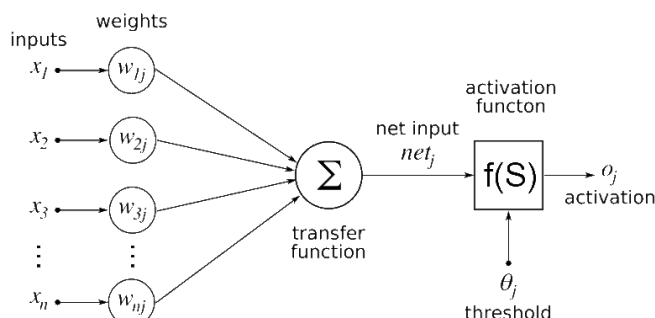 weights
inputs
x1 w1j
x2 w2j
x3 w3j
⋮ ⋮
xn wnj
Σ
transfer
function
net input
netj
activation
functon
f(S)
oj
activation
θj
threshold